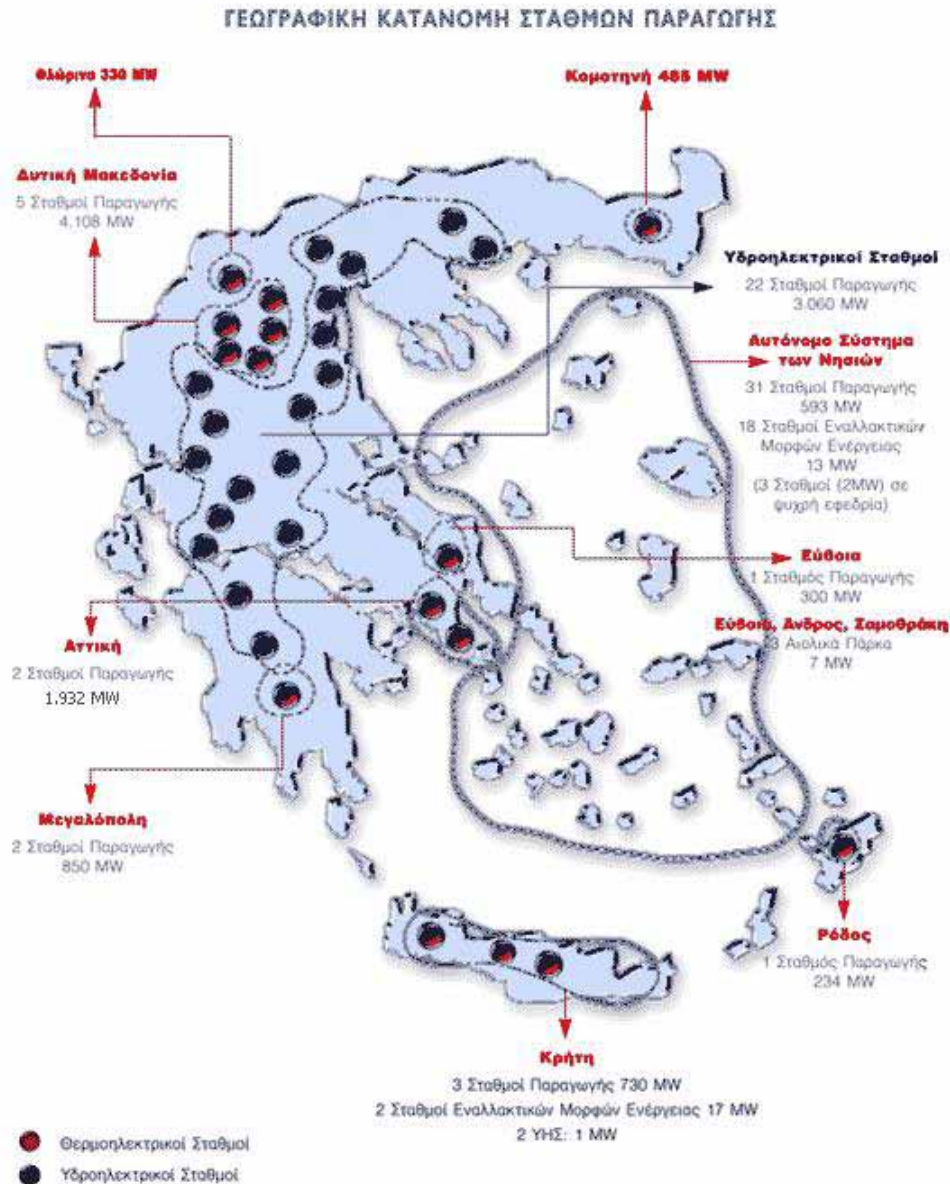 ΓΕΩΓΡΑΦΙΚΗ ΚΑΤΑΝΟΜΗ ΣΤΑΘΜΩΝ ΠΑΡΑΓΩΓΗΣ
Φλώρινα 330 MW
Κομοτηνή 485 MW
Δυτική Μακεδονία
5 Σταθμοί Παραγωγής
4.108 MW
Υδροηλεκτρικοί Σταθμοί
22 Σταθμοί Παραγωγής
3.060 MW
Αυτόνομο Σύστημα
των Νησιών
31 Σταθμοί Παραγωγής
593 MW
18 Σταθμοί Εναλλακτικών
Μορφών Ενέργειας
13 MW
(3 Σταθμοί (2MW) σε
ψυχρή εφεδρία)
Εύβοια
1 Σταθμός Παραγωγής
300 MW
Εύβοια, Ανδρος, Σαμοθράκη
3 Αιολικά Πάρκα
7 MW
Αττική
2 Σταθμοί Παραγωγής
1.932 MW
Μεγαλόπολη
2 Σταθμοί Παραγωγής
850 MW
Ρόδος
1 Σταθμός Παραγωγής
234 MW
Κρήτη
3 Σταθμοί Παραγωγής 730 MW
2 Σταθμοί Εναλλακτικών Μορφών Ενέργειας 17 MW
2 ΥΗΣ: 1 MW
Θερμοηλεκτρικοί Σταθμοί
Υδροηλεκτρικοί Σταθμοί